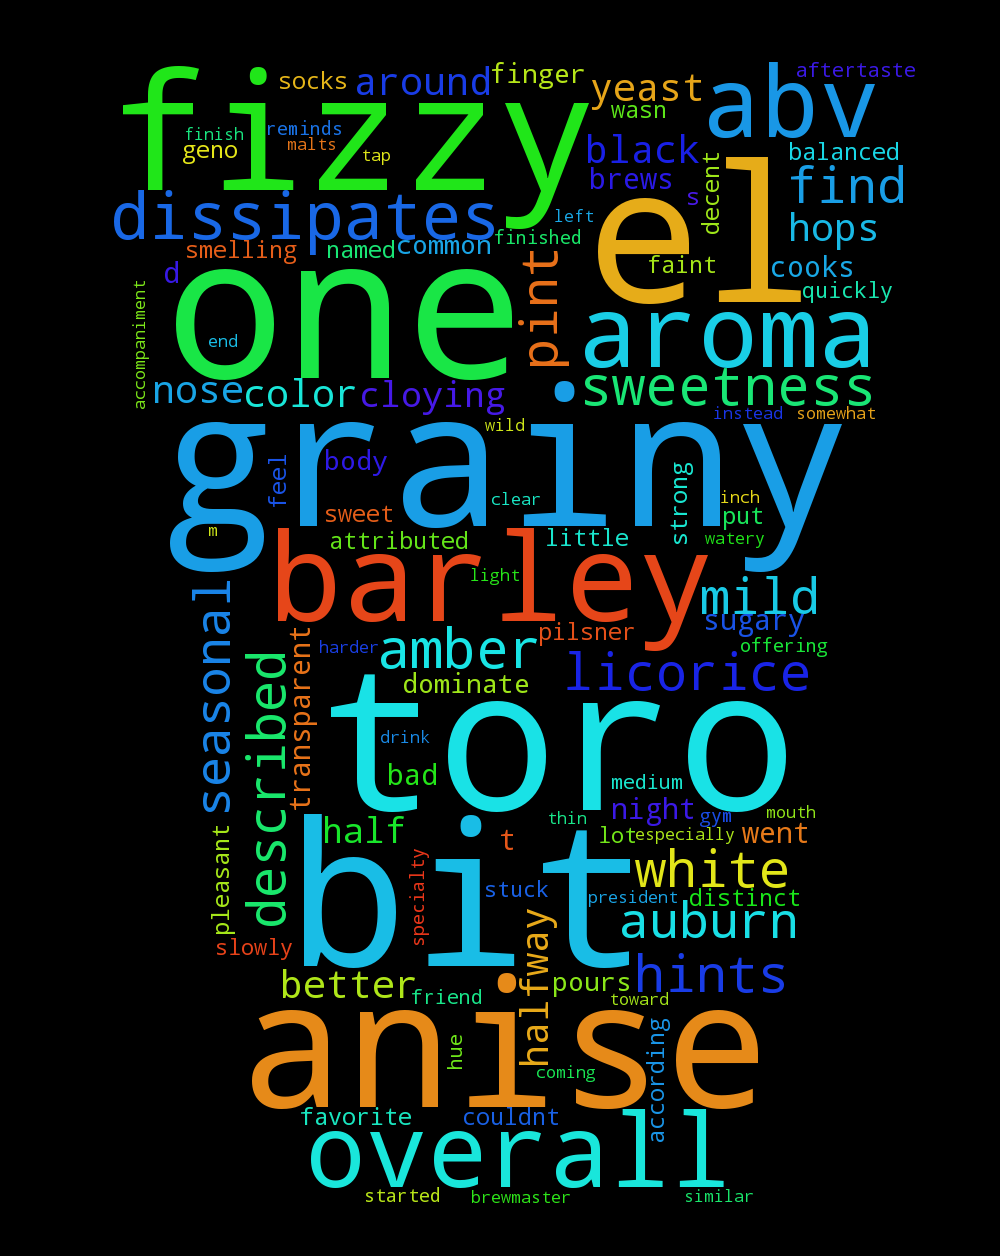 fizzy
socks
around
finger
yeast
abv
aftertaste
wasn
finish
reminds
geno
malts
tap
black
brews
decent
balanced
el
find
s
dissipates
left
hops
smelling
named
common
finished
faint
cooks
d
one
pint
quickly
accompaniment
end
aroma
nose
color
cloying
sweetness
instead
somewhat
grainy
wild
feel
body
clear
strong
inch
sweet
put
m
attributed
little
watery
barley
light
seasonal
mild
sugary
pilsner
transparent
harder
amber
offering
described
licorice
dominate
toro
drink
bad
medium
night
gym
mouth
thin
half
bit
t
lot
especially
went
pleasant
specialty
white
stuck
president
distinct
auburn
slowly
halfway
hints
better
pours
friend
toward
anise
hue
according
coming
favorite
couldnt
overall
started
brewmaster
similar